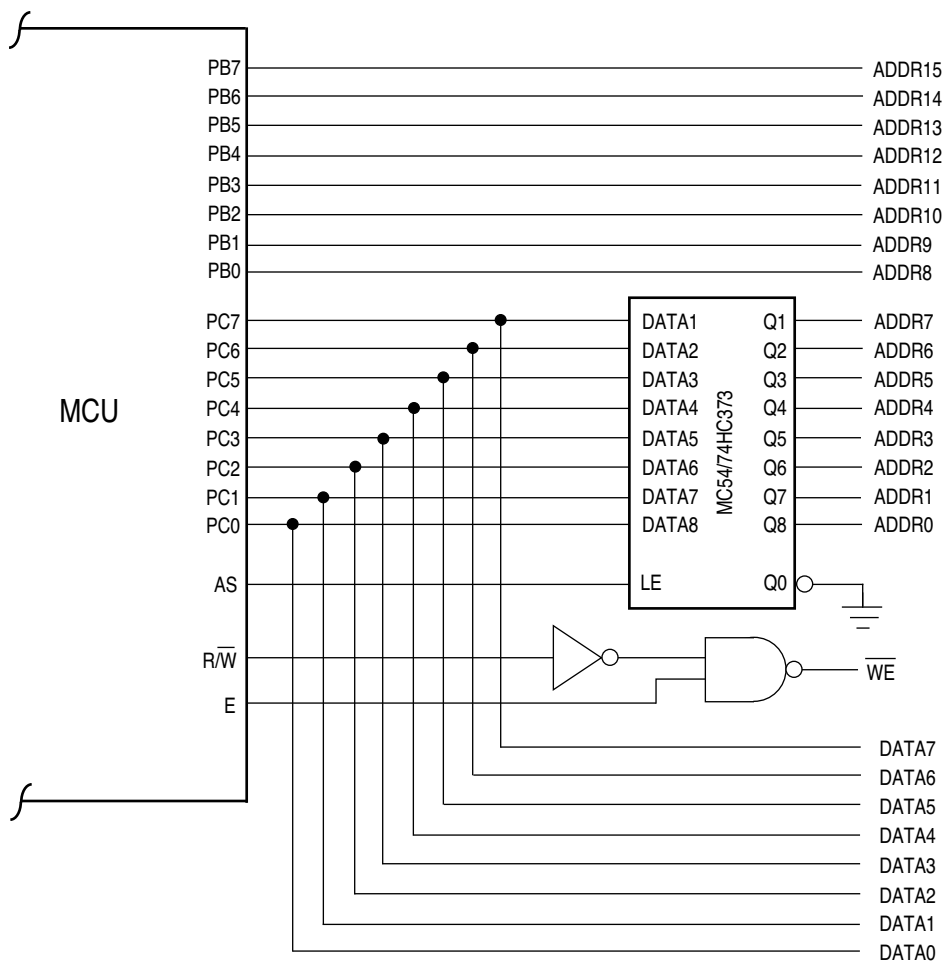 PB7 ADDR15
PB6 ADDR14
PB5 ADDR13
PB4 ADDR12
PB3 ADDR11
PB2 ADDR10
PB1 ADDR9
PB0 ADDR8
PC7 DATA1 Q1 ADDR7
PC6 DATA2 Q2 ADDR6
PC5 DATA3 Q3 ADDR5
PC4 DATA4 Q4 ADDR4
MCU
PC3 DATA5 Q5 ADDR3
PC2 DATA6 Q6 ADDR2
PC1 DATA7 Q7 ADDR1
PC0 DATA8 Q8 ADDR0
MC54/74HC373
AS LE Q0
R/W̅
W̅E̅
E
DATA7
DATA6
DATA5
DATA4
DATA3
DATA2
DATA1
DATA0